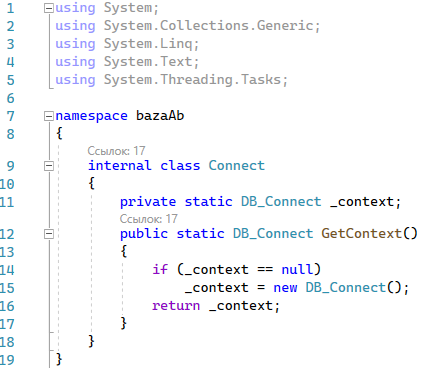 1 using System;
2 using System.Collections.Generic;
3 using System.Linq;
4 using System.Text;
5 using System.Threading.Tasks;
6
7 namespace bazaAb
8 {
Ссылок: 17
9 internal class Connect
10 {
11 private static DB_Connect _context;
Ссылок: 17
12 public static DB_Connect GetContext()
13 {
14 if (_context == null)
15 _context = new DB_Connect();
16 return _context;
17 }
18 }
19 }